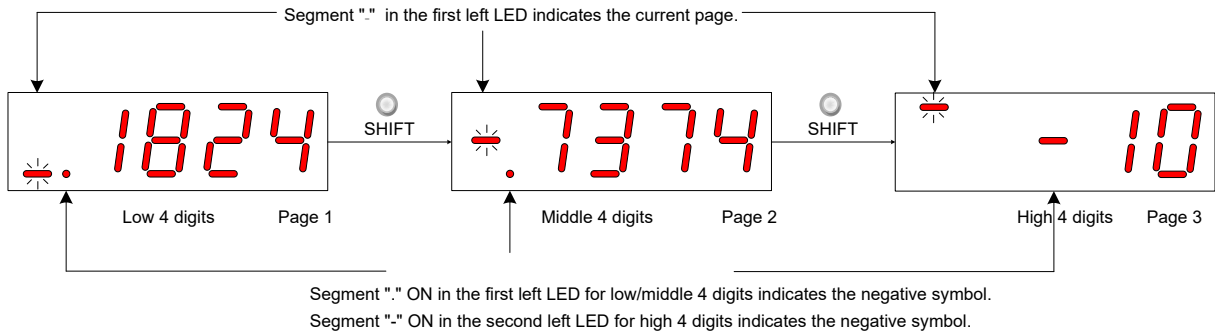 Segment "-" in the first left LED indicates the current page.
.1824
SHIFT
-.7374
SHIFT
- -10
Low 4 digits Page 1
Middle 4 digits Page 2
High 4 digits Page 3
Segment "." ON in the first left LED for low/middle 4 digits indicates the negative symbol.
Segment "-" ON in the second left LED for high 4 digits indicates the negative symbol.